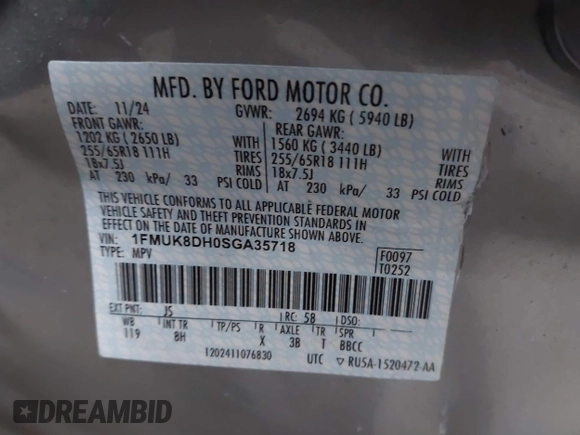 MFD. BY FORD MOTOR CO.
DATE: 11/24 GVWR: 2694 KG ( 5940 LB)
FRONT GAWR: REAR GAWR:
1202 KG ( 2650 LB) WITH 1560 KG ( 3440 LB) WITH
255/65R18 111H TIRES 255/65R18 111H TIRES
18x7.5J RIMS 18x7.5J RIMS
AT 230 kPa/ 33 PSI COLD AT 230 kPa/ 33 PSI COLD
THIS VEHICLE CONFORMS TO ALL APPLICABLE FEDERAL MOTOR
VEHICLE SAFETY AND THEFT PREVENTION STANDARDS IN
EFFECT ON THE DATE OF MANUFACTURE SHOWN ABOVE.
VIN: 1FMUK8DH0SGA35718 F0097
TYPE: MPV T0252
EXT PNT: JS RC: 58 DSO:
WB INT TR TP/PS R AXLE TR SPR
119 8H X 3B T BBCC
1202411076830 UTC ▽ RU5A-1520472-AA
DREAMBID